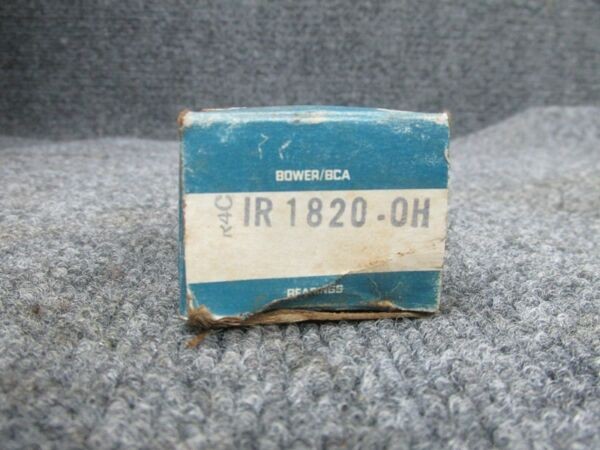 BOWER/BCA
R4C
IR 1820-OH
BEARINGS